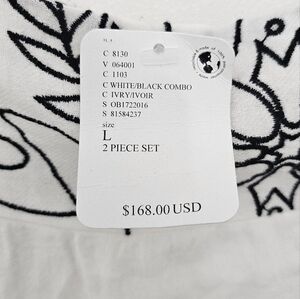 C 8130
V 064001
C 1103
C WHITE/BLACK COMBO
C IVRY/IVOIR
S OB1722016
S 81584237
size
L
2 PIECE SET
$168.00 USD